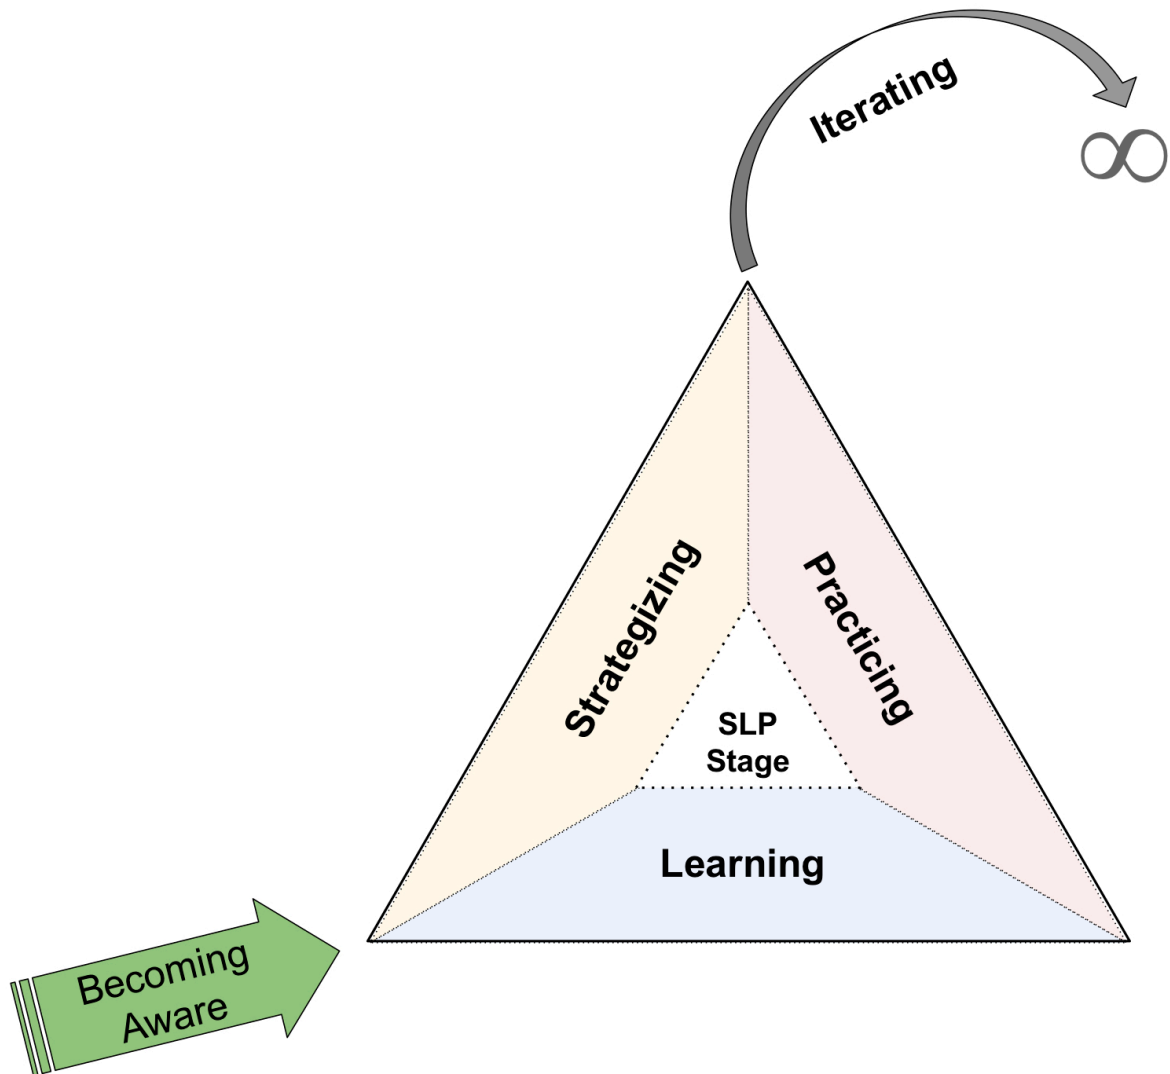 Iterating
∞
Strategizing
Practicing
SLP
Stage
Learning
Becoming
Aware